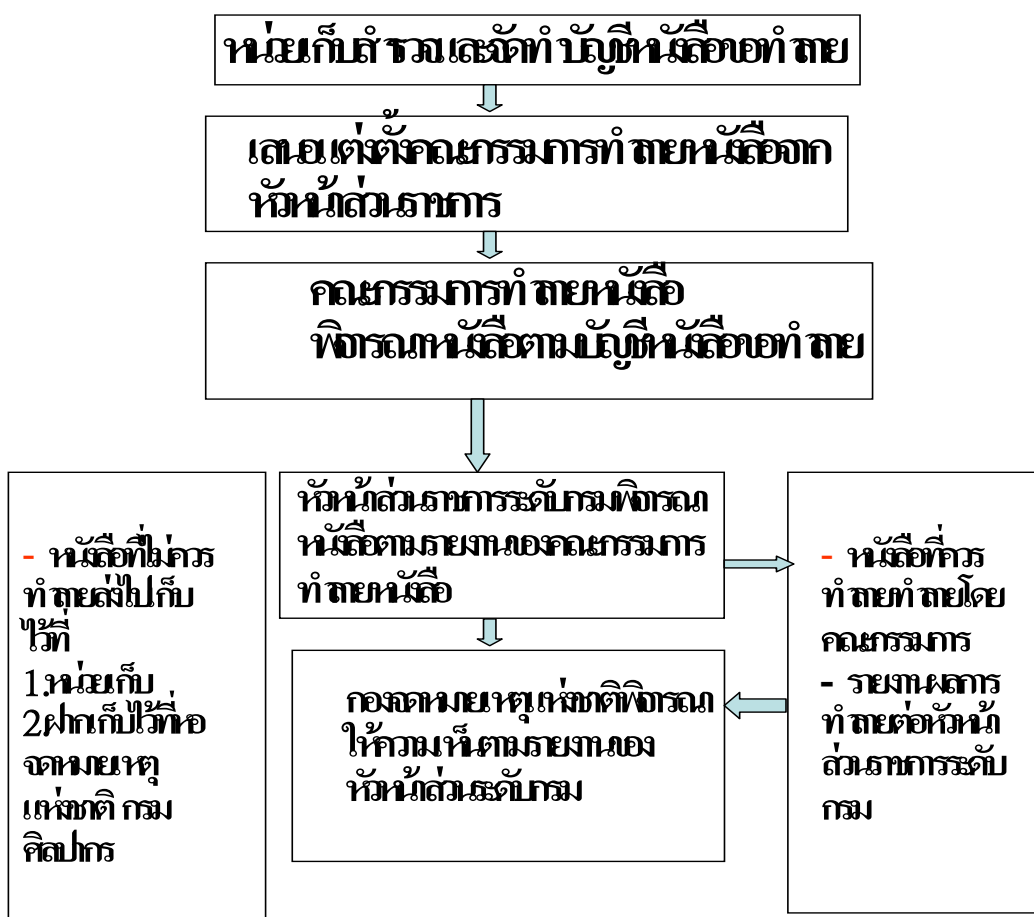 หน่วยเก็บสำรวจและจัดทำบัญชีหนังสือขอทำลาย
เสนอแต่งตั้งคณะกรรมการทำลายหนังสือจาก
หัวหน้าส่วนราชการ
คณะกรรมการทำลายหนังสือ
พิจารณาหนังสือตามบัญชีหนังสือขอทำลาย
หัวหน้าส่วนราชการระดับกรมพิจารณา
หนังสือตามรายงานของคณะกรรมการ
ทำลายหนังสือ
- หนังสือที่ไม่ควร
ทำลายส่งไปเก็บ
ไว้ที่
1.หน่วยเก็บ
2.ฝากเก็บไว้ที่หอ
จดหมายเหตุ
แห่งชาติ กรม
ศิลปากร
กองจดหมายเหตุแห่งชาติพิจารณา
ให้ความเห็นตามรายงานของ
หัวหน้าส่วนระดับกรม
- หนังสือที่ควร
ทำลายทำลายโดย
คณะกรรมการ
- รายงานผลการ
ทำลายต่อหัวหน้า
ส่วนราชการระดับ
กรม